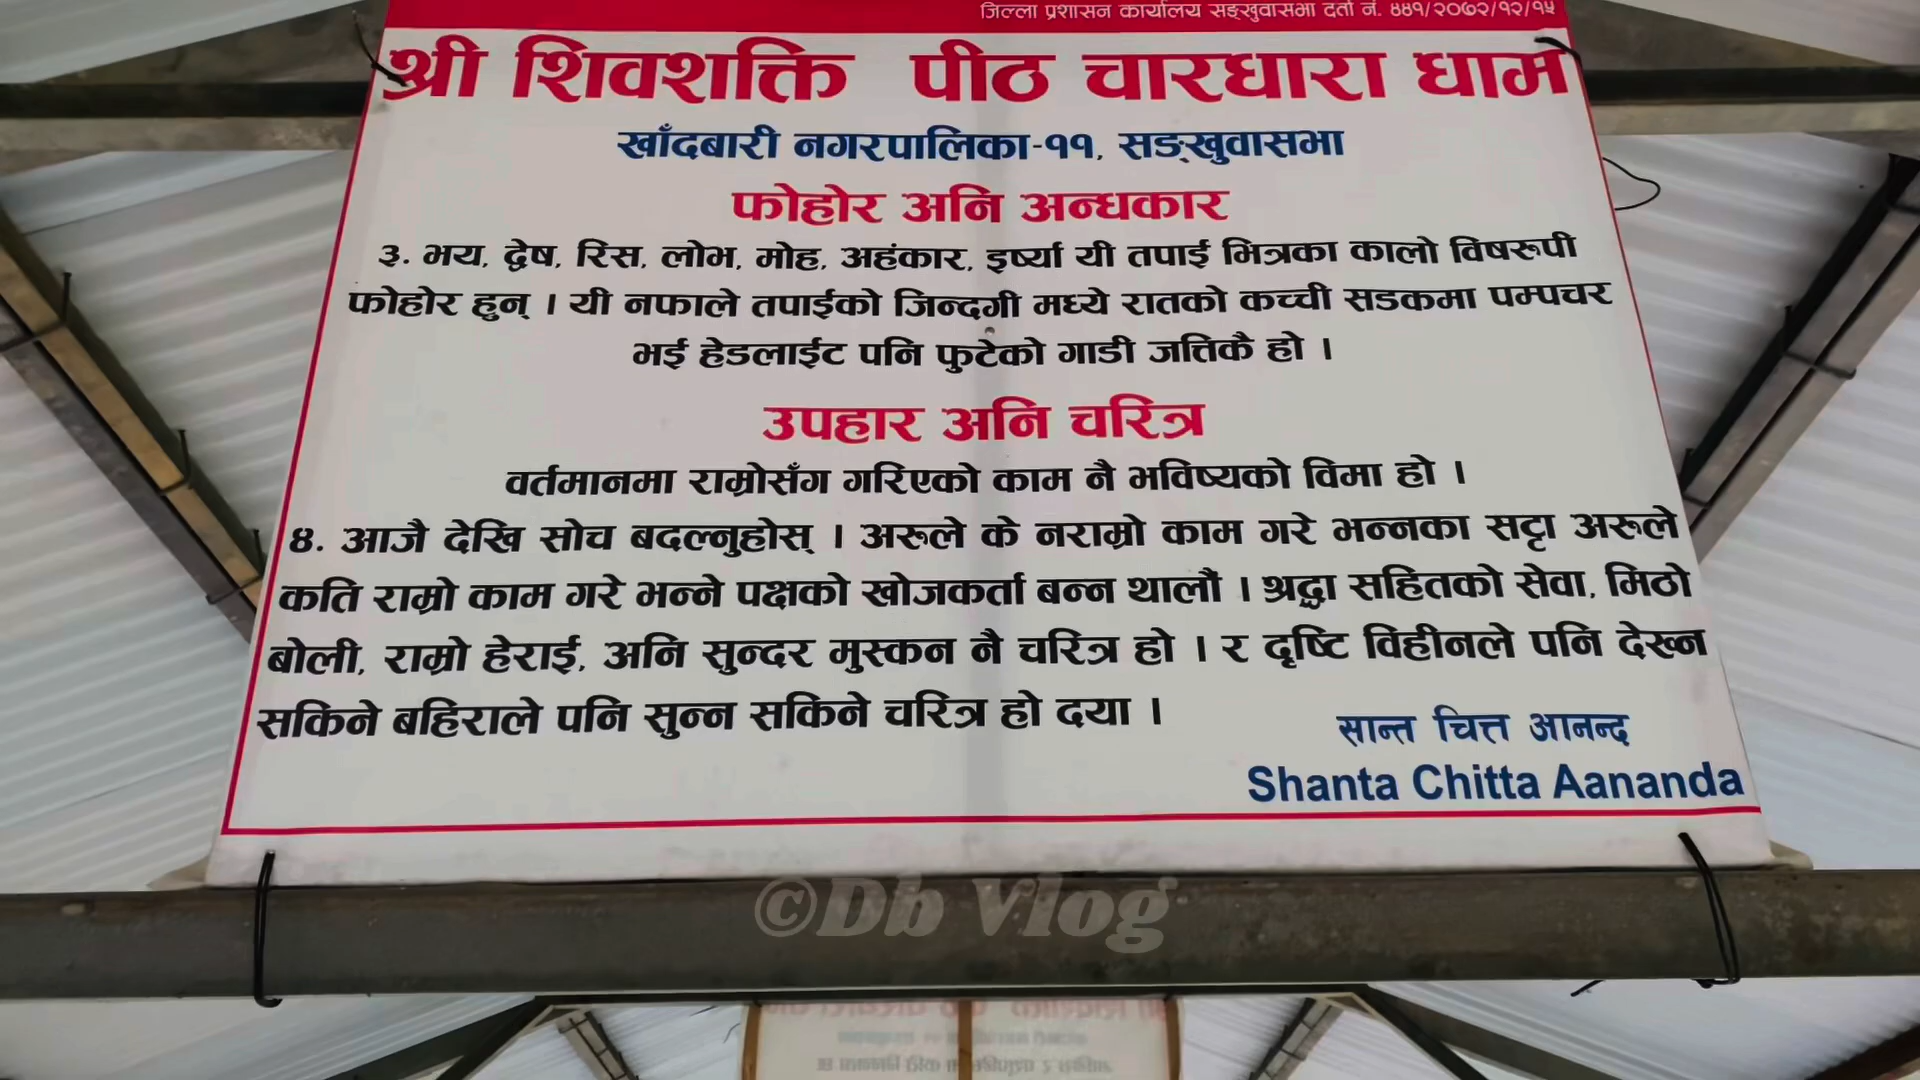 जिल्ला प्रशासन कार्यालय सङ्खुवासभा दर्ता नं. ४४१/२०७२/१२/१५
श्री शिवशक्ति पीठ चारधारा धाम
खाँदबारी नगरपालिका-११, सङ्खुवासभा
फोहोर अनि अन्धकार
३. भय, द्वेष, रिस, लोभ, मोह, अहंकार, इर्ष्या यी तपाई भित्रका कालो विषरूपी
फोहोर हुन् । यी नफाले तपाईको जिन्दगी मध्ये रातको कच्ची सडकमा पम्पचर
भई हेडलाईट पनि फुटेको गाडी जत्तिकै हो ।
उपहार अनि चरित्र
वर्तमानमा राम्रोसँग गरिएको काम नै भविष्यको विमा हो ।
४. आजै देखि सोच बदल्नुहोस् । अरूले के नराम्रो काम गरे भन्नका सट्टा अरूले
कति राम्रो काम गरे भन्ने पक्षको खोजकर्ता बन्न थालौं । श्रद्धा सहितको सेवा, मिठो
बोली, राम्रो हेराई, अनि सुन्दर मुस्कन नै चरित्र हो । र दृष्टि विहीनले पनि देख्न
सकिने बहिराले पनि सुन्न सकिने चरित्र हो दया ।
सान्त चित्त आनन्द
Shanta Chitta Aananda
©Db Vlog